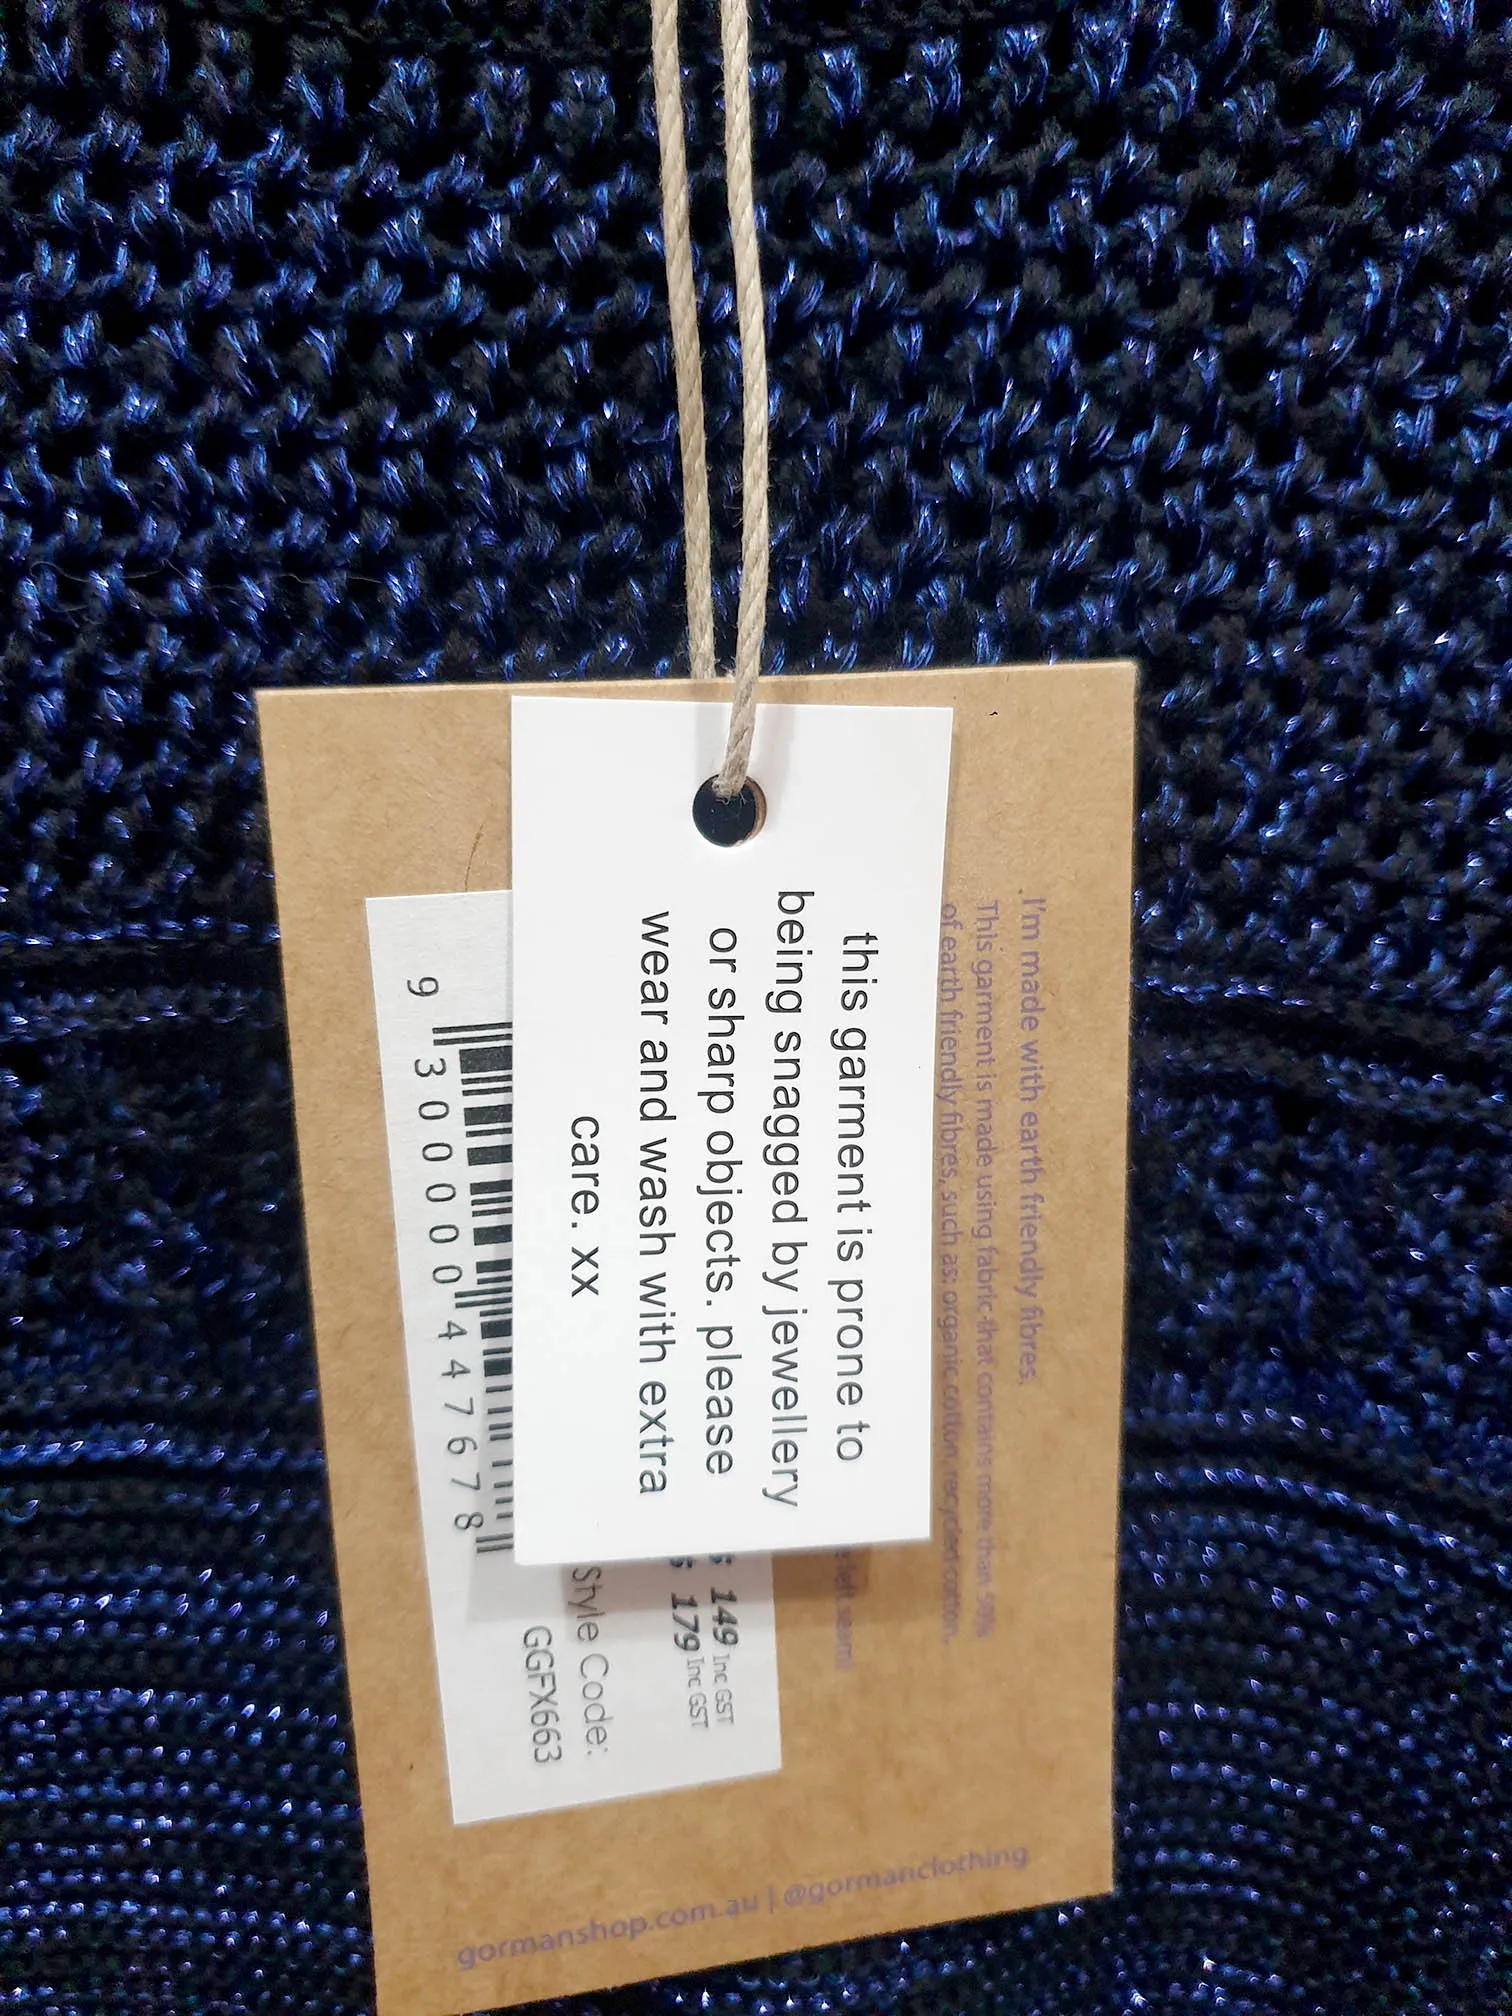 this garment is prone to
being snagged by jewellery
or sharp objects. please
wear and wash with extra
care. xx
I'm made with earth friendly fibres.
This garment is made using fabric that contains more than 50%
of earth friendly fibres, such as: organic cotton, recycled cotton,
left seam
149 Inc GST
179 Inc GST
Style Code:
GGFX663
9 300000 447678
gormanshop.com.au | @gormanclothing